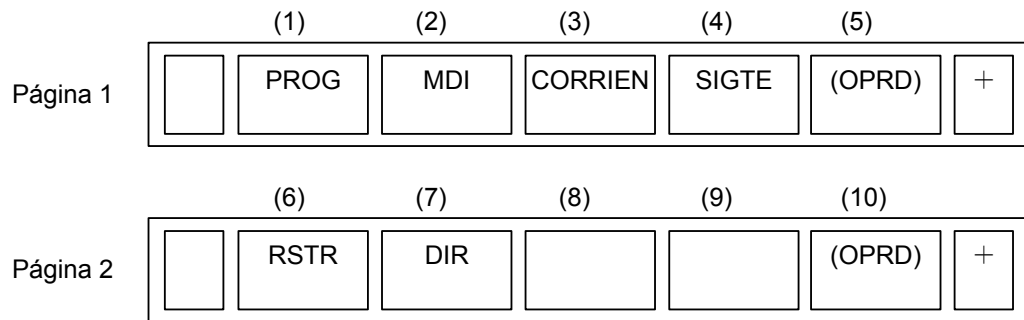 (1) (2) (3) (4) (5)
Página 1 PROG MDI CORRIEN SIGTE (OPRD) +
(6) (7) (8) (9) (10)
Página 2 RSTR DIR (OPRD) +